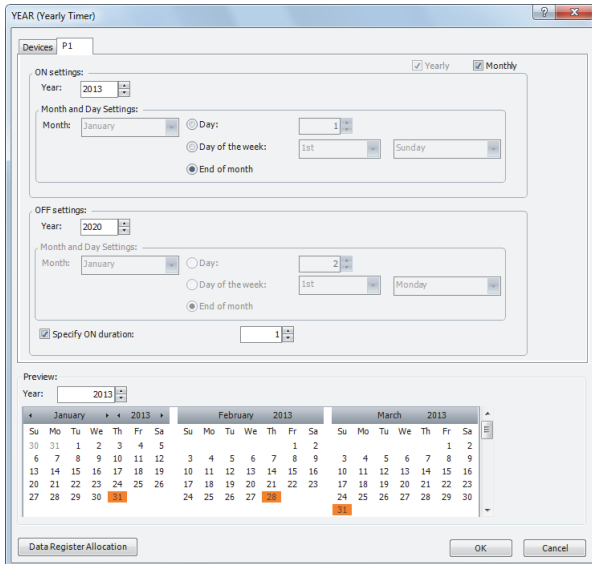 YEAR (Yearly Timer)
?
Devices P1
Yearly Monthly
ON settings:
Year: 2013
Month and Day Settings:
Month: January Day: 1
Day of the week: 1st Sunday
End of month
OFF settings:
Year: 2020
Month and Day Settings:
Month: January Day: 2
Day of the week: 1st Monday
End of month
Specify ON duration: 1
Preview:
Year: 2013
January 2013 February 2013 March 2013
Su Mo Tu We Th Fr Sa Su Mo Tu We Th Fr Sa Su Mo Tu We Th Fr Sa
30 31 1 2 3 4 5 1 2 1 2
6 7 8 9 10 11 12 3 4 5 6 7 8 9 3 4 5 6 7 8 9
13 14 15 16 17 18 19 10 11 12 13 14 15 16 10 11 12 13 14 15 16
20 21 22 23 24 25 26 17 18 19 20 21 22 23 17 18 19 20 21 22 23
27 28 29 30 31 24 25 26 27 28 24 25 26 27 28 29 30
31
Data Register Allocation OK Cancel